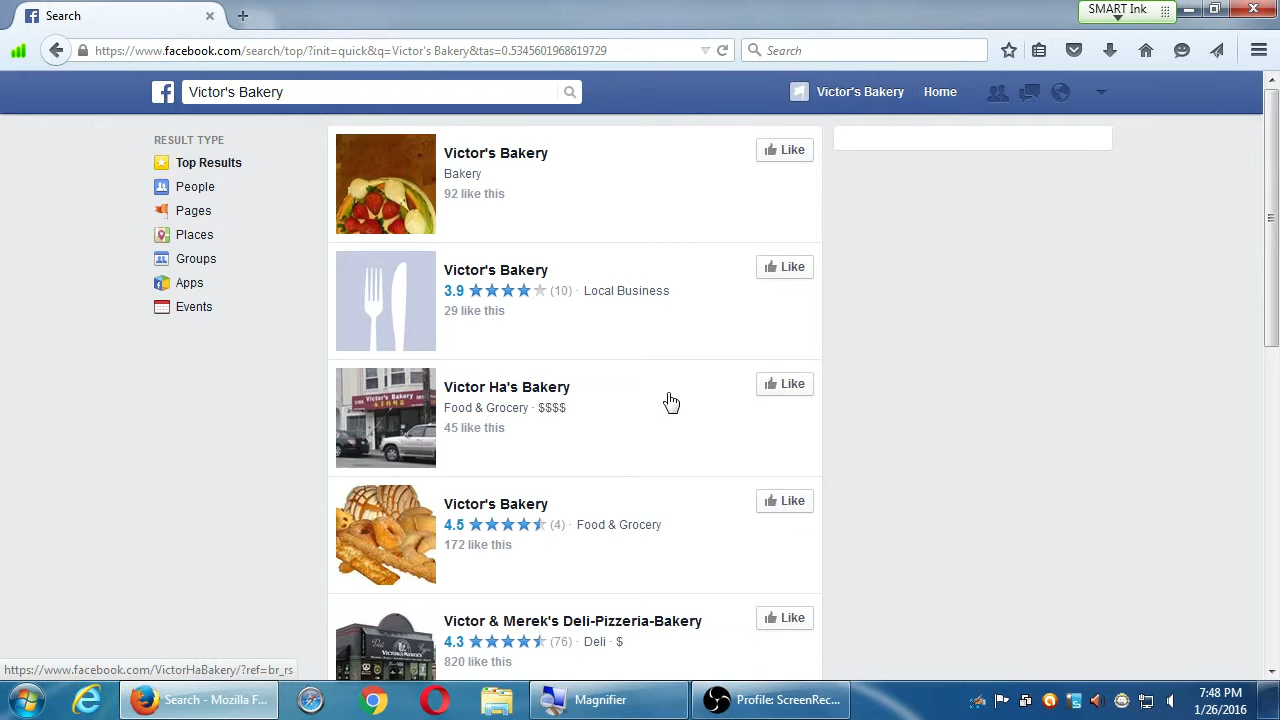 Search
SMART Ink
https://www.facebook.com/search/top/?init=quick&q=Victor's Bakery&tas=0.5345601968619729
Search
Victor's Bakery
Victor's Bakery
Home
RESULT TYPE
Top Results
People
Pages
Places
Groups
Apps
Events
Victor's Bakery
Bakery
92 like this
Like
Victor's Bakery
3.9 (10) · Local Business
29 like this
Like
Victor's Bakery
Victor Ha's Bakery
Food & Grocery · $$$$
45 like this
Like
Victor's Bakery
4.5 (4) · Food & Grocery
172 like this
Like
Victor & Merek's Deli-Pizzeria-Bakery
4.3 (76) · Deli · $
820 like this
Like
https://www.facebook.com/VictorHaBakery/?ref=br_rs
Search - Mozilla F...
Magnifier
Profile: ScreenRec...
7:48 PM
1/26/2016